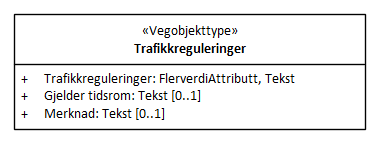 «Vegobjekttype»
Trafikkreguleringer
+ Trafikkreguleringer: FlerverdiAttributt, Tekst
+ Gjelder tidsrom: Tekst [0..1]
+ Merknad: Tekst [0..1]